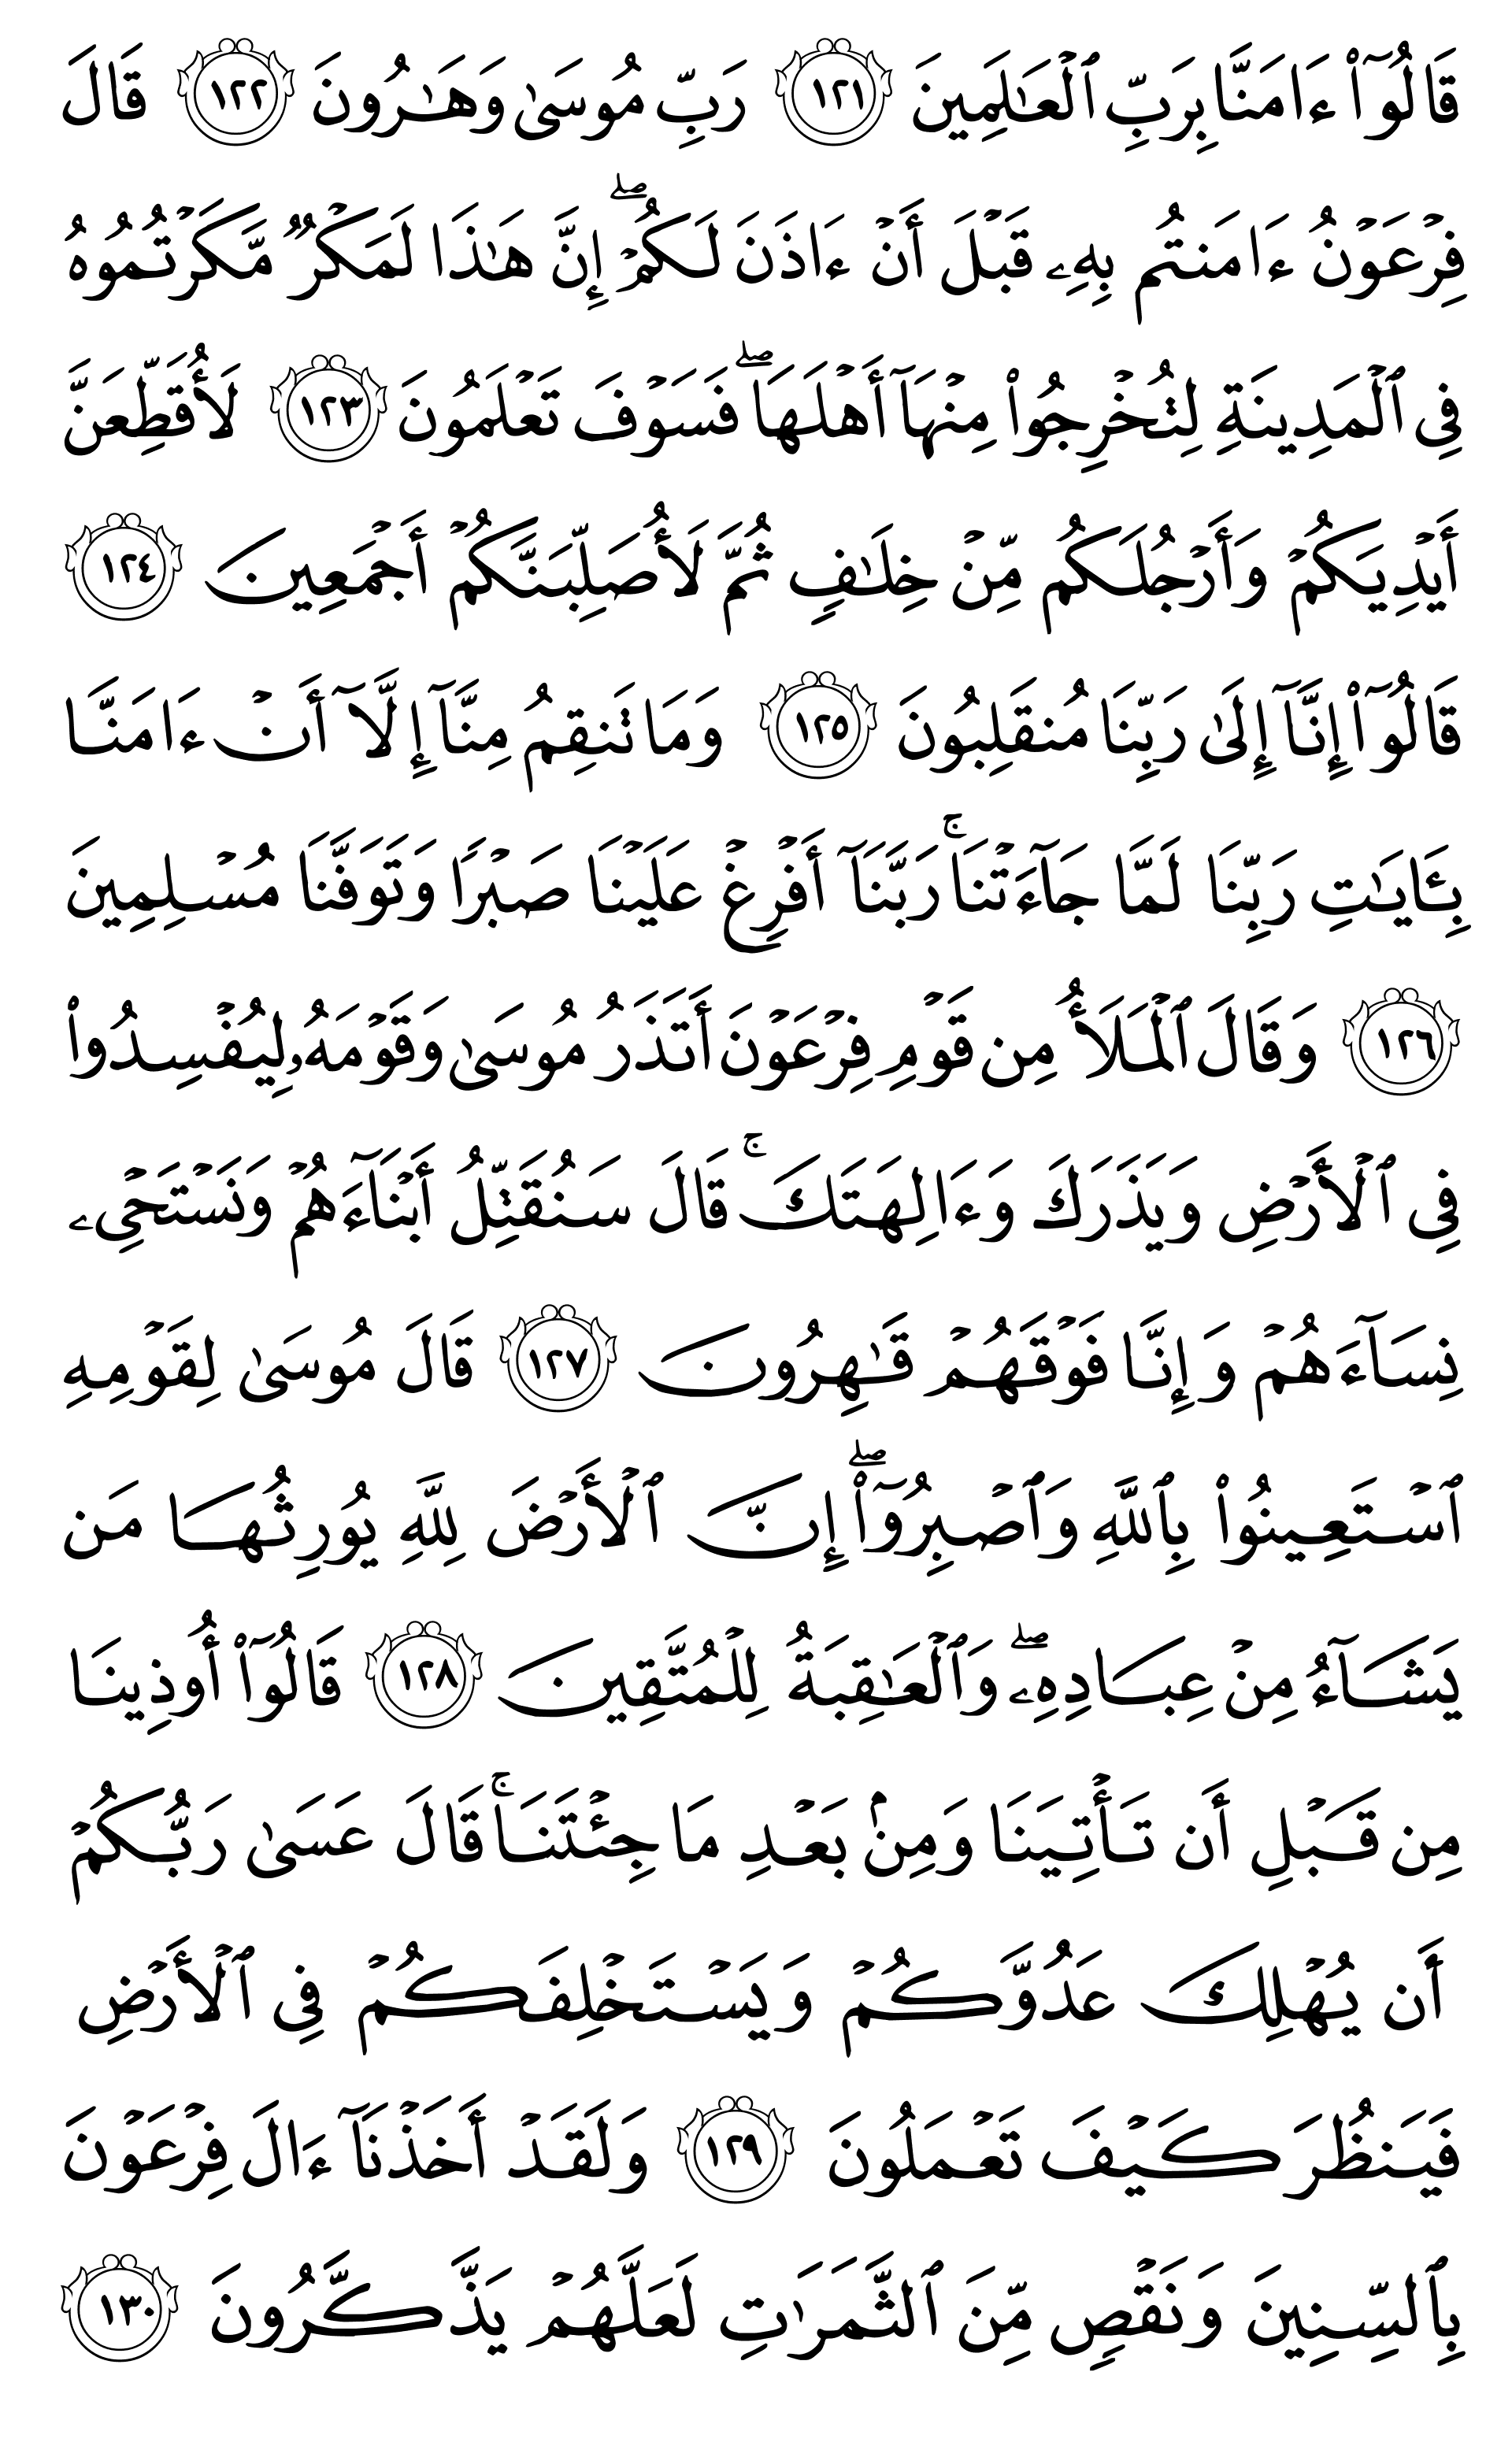 قَالُوٓا۟ ءَامَنَّا بِرَبِّ ٱلْعَـٰلَمِينَ ١٢١ رَبِّ مُوسَىٰ وَهَـٰرُونَ ١٢٢ قَالَ
فِرْعَوْنُ ءَامَنتُم بِهِۦ قَبْلَ أَنْ ءَاذَنَ لَكُمْ ۖ إِنَّ هَـٰذَا لَمَكْرٌ مَّكَرْتُمُوهُ
فِى ٱلْمَدِينَةِ لِتُخْرِجُوا۟ مِنْهَآ أَهْلَهَا ۖ فَسَوْفَ تَعْلَمُونَ ١٢٣ لَأُقَطِّعَنَّ
أَيْدِيَكُمْ وَأَرْجُلَكُم مِّنْ خِلَـٰفٍ ثُمَّ لَأُصَلِّبَنَّكُمْ أَجْمَعِينَ ١٢٤
قَالُوٓا۟ إِنَّآ إِلَىٰ رَبِّنَا مُنقَلِبُونَ ١٢٥ وَمَا تَنقِمُ مِنَّآ إِلَّآ أَنْ ءَامَنَّا
بِـَٔايَـٰتِ رَبِّنَا لَمَّا جَآءَتْنَا ۚ رَبَّنَآ أَفْرِغْ عَلَيْنَا صَبْرًا وَتَوَفَّنَا مُسْلِمِينَ
١٢٦ وَقَالَ ٱلْمَلَأُ مِن قَوْمِ فِرْعَوْنَ أَتَذَرُ مُوسَىٰ وَقَوْمَهُۥ لِيُفْسِدُوا۟
فِى ٱلْأَرْضِ وَيَذَرَكَ وَءَالِهَتَكَ ۚ قَالَ سَنُقَتِّلُ أَبْنَآءَهُمْ وَنَسْتَحْىِۦ
نِسَآءَهُمْ وَإِنَّا فَوْقَهُمْ قَـٰهِرُونَ ١٢٧ قَالَ مُوسَىٰ لِقَوْمِهِ
ٱسْتَعِينُوا۟ بِٱللَّهِ وَٱصْبِرُوٓا۟ ۖ إِنَّ ٱلْأَرْضَ لِلَّهِ يُورِثُهَا مَن
يَشَآءُ مِنْ عِبَادِهِۦ ۖ وَٱلْعَـٰقِبَةُ لِلْمُتَّقِينَ ١٢٨ قَالُوٓا۟ أُوذِينَا
مِن قَبْلِ أَن تَأْتِيَنَا وَمِنۢ بَعْدِ مَا جِئْتَنَا ۚ قَالَ عَسَىٰ رَبُّكُمْ
أَن يُهْلِكَ عَدُوَّكُمْ وَيَسْتَخْلِفَكُمْ فِى ٱلْأَرْضِ
فَيَنظُرَ كَيْفَ تَعْمَلُونَ ١٢٩ وَلَقَدْ أَخَذْنَآ ءَالَ فِرْعَوْنَ
بِٱلسِّنِينَ وَنَقْصٍ مِّنَ ٱلثَّمَرَٰتِ لَعَلَّهُمْ يَذَّكَّرُونَ ١٣٠